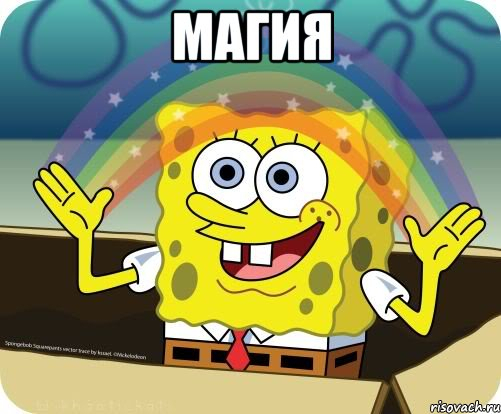 МАГИЯ
Spongebob Squarepants vector trace by kssael. ©Nickelodeon
risovach.ru